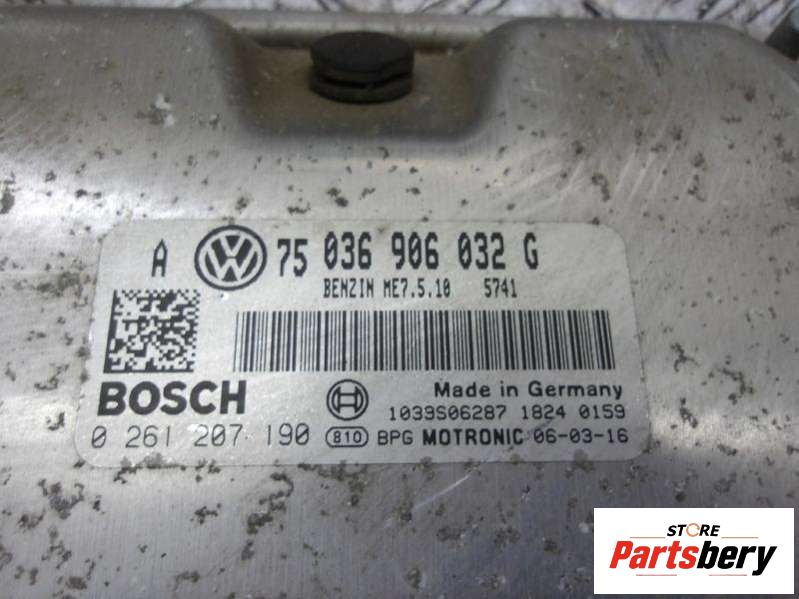 A VW 75 036 906 032 G
BENZIN ME7.5.10 5741
BOSCH
Made in Germany
1039S06287 1824 0159
0 261 207 190 810 BPG MOTRONIC 06-03-16
STORE
Partsbery